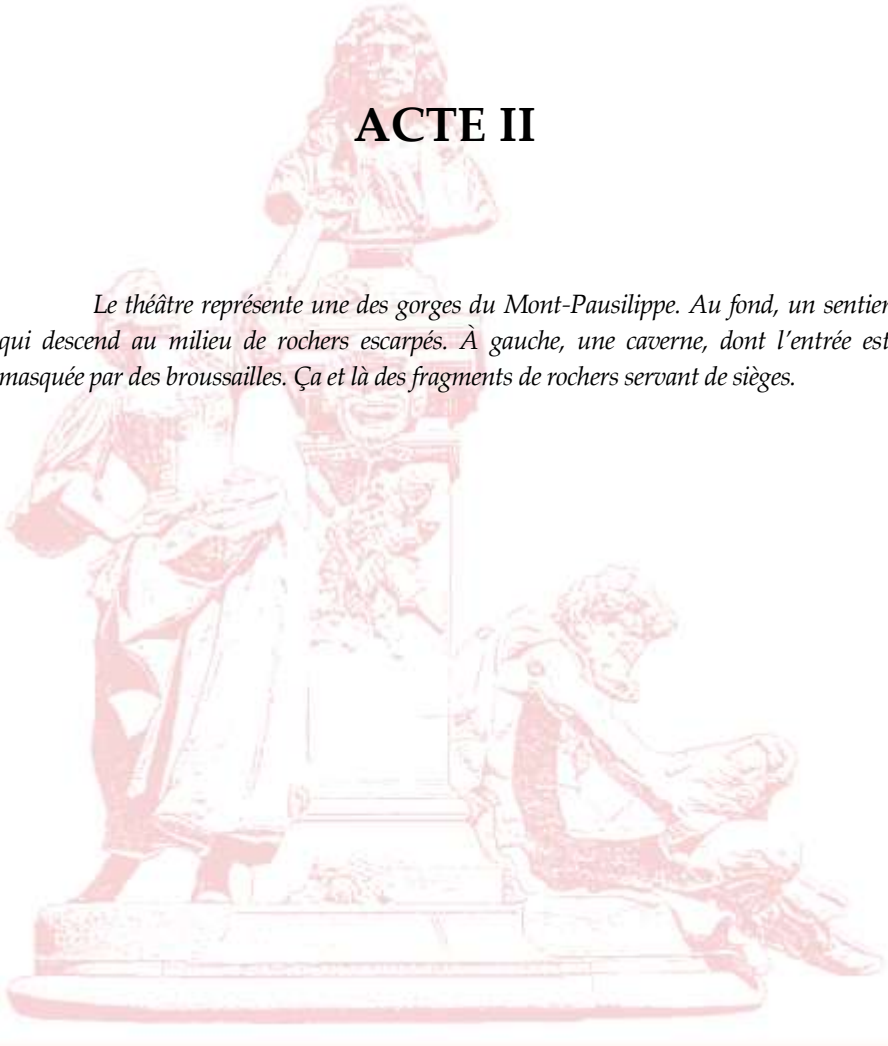 ACTE II
Le théâtre représente une des gorges du Mont-Pausilippe. Au fond, un sentier
qui descend au milieu de rochers escarpés. À gauche, une caverne, dont l’entrée est
masquée par des broussailles. Ça et là des fragments de rochers servant de sièges.